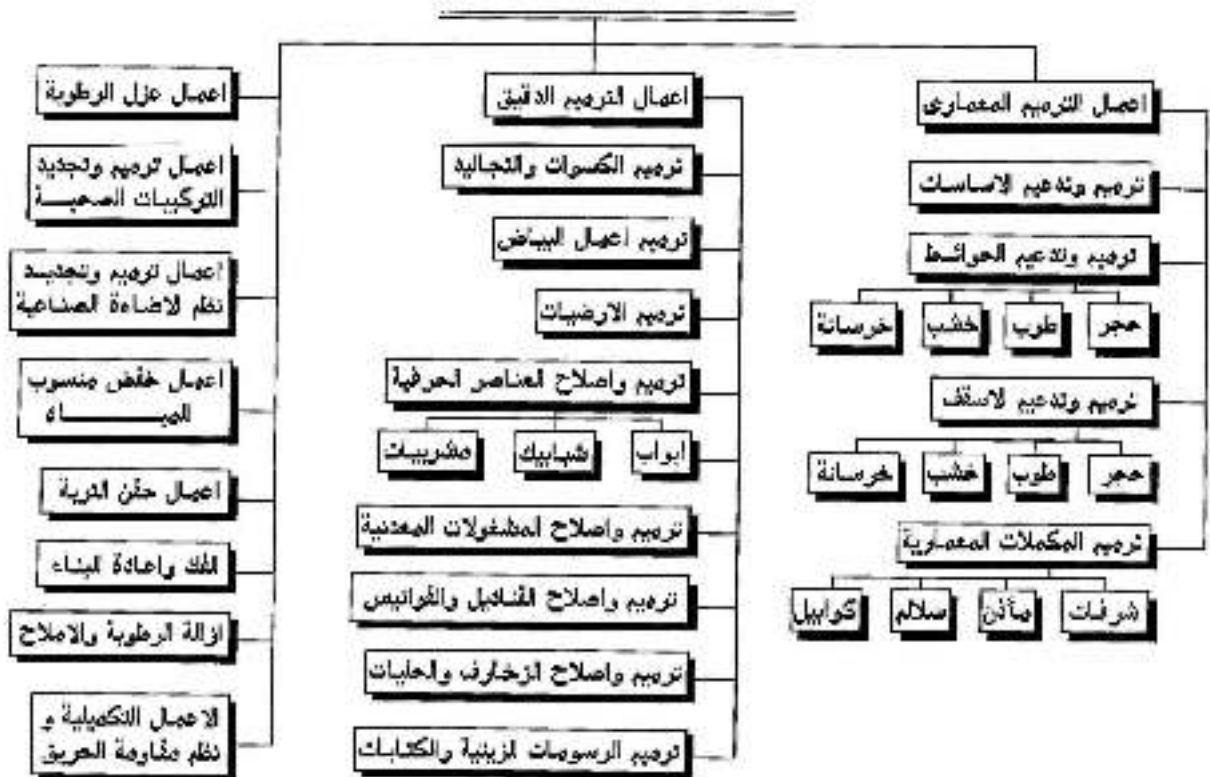 اعمال الترميم المعمارى
ترميم وتدعيم الاساسات
ترميم وتدعيم الحوائط
حجر
طوب
خشب
خرسانة
ترميم وتدعيم الاسقف
حجر
طوب
خشب
خرسانة
ترميم المكملات المعمارية
شرفات
مأذن
سلالم
كوابيل
اعمال الترميم الدقيق
ترميم الكسوات والتجاليد
ترميم اعمال البياض
ترميم الارضيات
ترميم واصلاح العناصر الحرفية
ابواب
شبابيك
مشربيات
ترميم واصلاح المشغولات المعدنية
ترميم واصلاح القناديل والفوانيس
ترميم واصلاح الزخارف والحليات
ترميم الرسومات الزيتية والكتابات
اعمال عزل الرطوبة
اعمال ترميم وتجديد
التركيبات الصحية
اعمال ترميم وتجديد
نظم الاضاءة الصناعية
اعمال خفض منسوب
المياه
اعمال حقن التربة
الفك واعادة البناء
ازالة الرطوبة والاملاح
الاعمال التكميلية و
نظم مقاومة الحريق